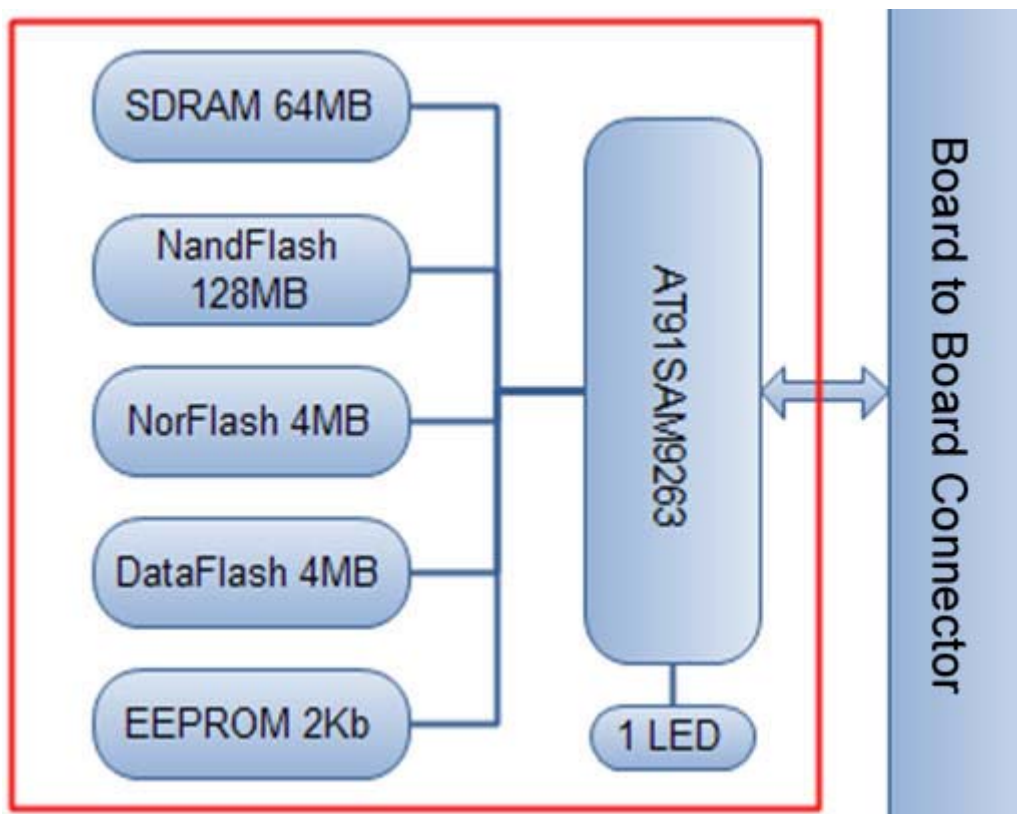 SDRAM 64MB
NandFlash
128MB
NorFlash 4MB
DataFlash 4MB
EEPROM 2Kb
AT91SAM9263
1 LED
Board to Board Connector